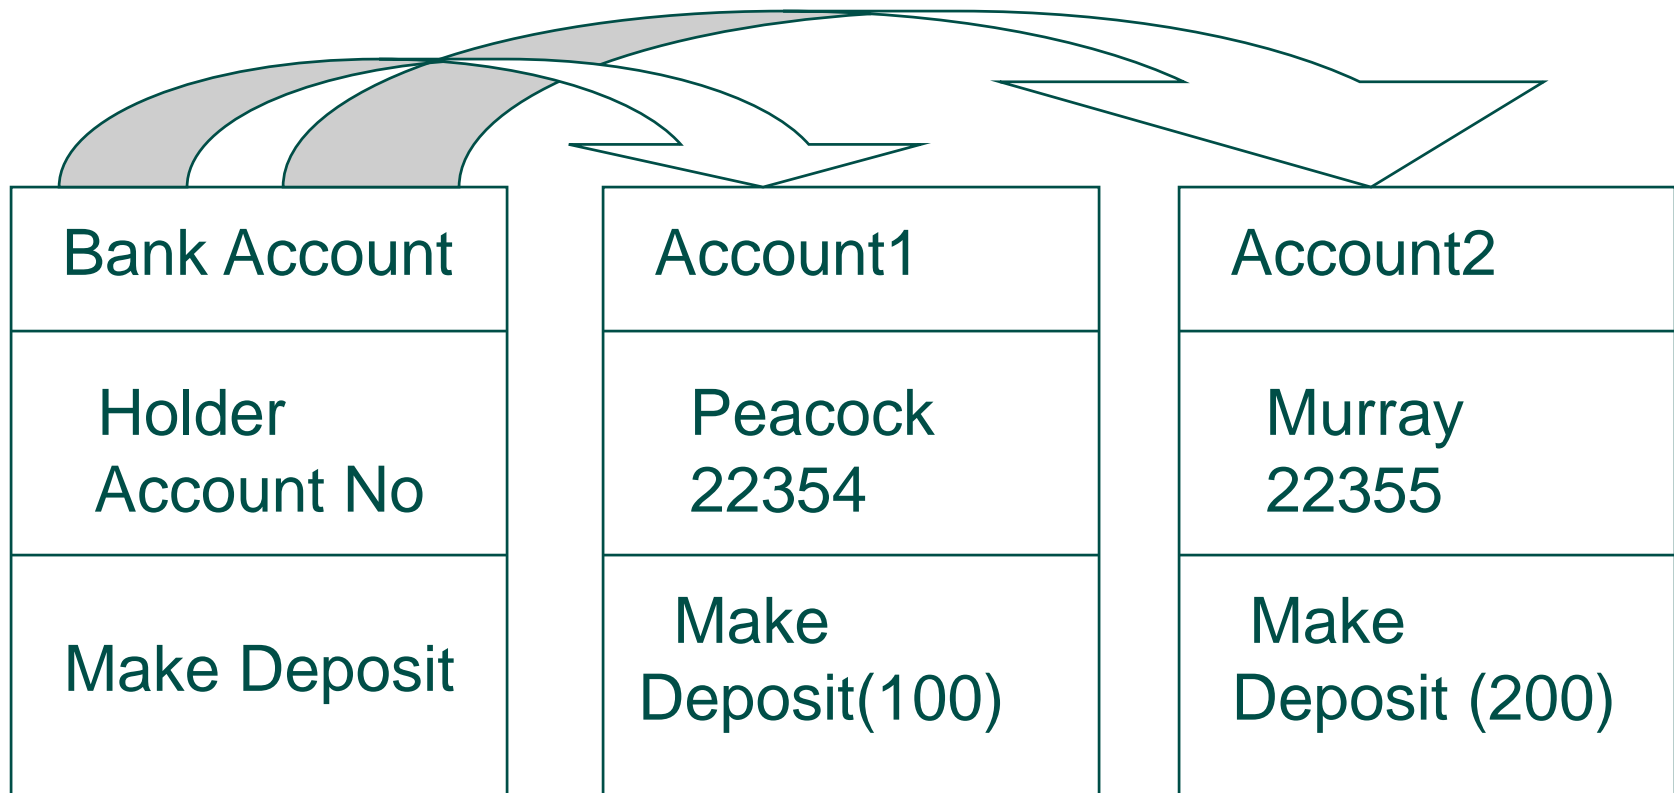 Bank Account
Holder
Account No
Make Deposit
Account1
Peacock
22354
Make
Deposit(100)
Account2
Murray
22355
Make
Deposit (200)